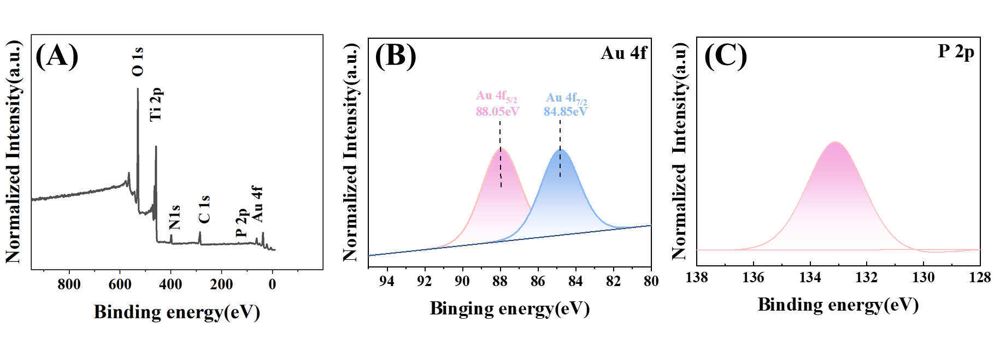 (A)
Normalized Intensity(a.u.)
O 1s
Ti 2p
N1s
C 1s
P 2p
Au 4f
800
600
400
200
0
Binding energy(eV)
(B)
Au 4f
Normalized Intensity(a.u.)
Au 4f5/2
88.05eV
Au 4f7/2
84.85eV
94
92
90
88
86
84
82
80
Binging energy(eV)
(C)
P 2p
Normalized Intensity(a.u)
138
136
134
132
130
128
Binding energy(eV)